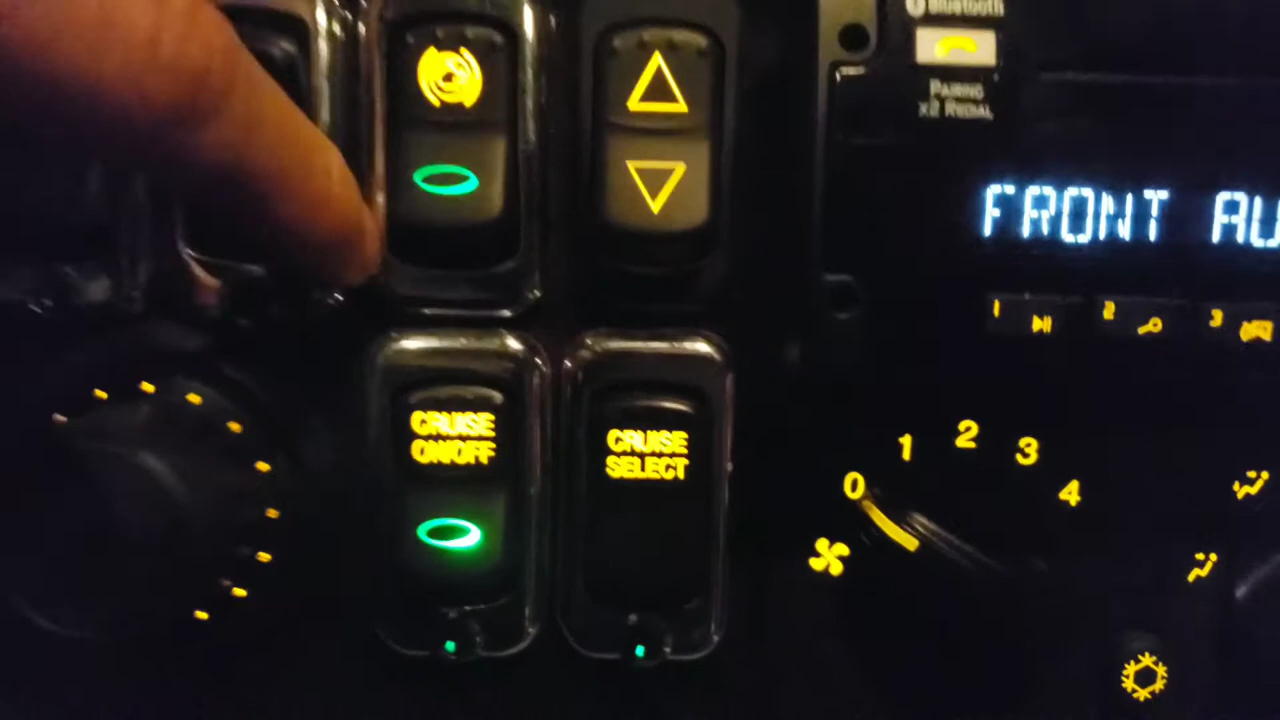 Bluetooth
PAIRING
X2 REDIAL
FRONT AU
1
2
3
CRUISE
ON/OFF
CRUISE
SELECT
0
1
2
3
4